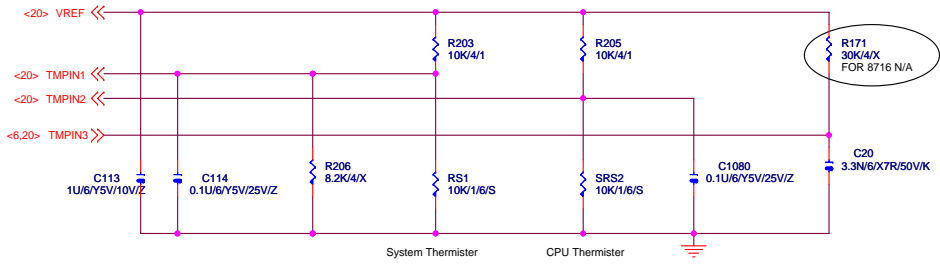 <20> VREF
R203
10K/4/1
R205
10K/4/1
R171
30K/4/X
FOR 8716 N/A
<20> TMPIN1
<20> TMPIN2
<6,20> TMPIN3
C113
1U/6/Y5V/10V/Z
C114
0.1U/6/Y5V/25V/Z
R206
8.2K/4/X
RS1
10K/1/6/S
SRS2
10K/1/6/S
C1080
0.1U/6/Y5V/25V/Z
C20
3.3N/6/X7R/50V/K
System Thermister
CPU Thermister